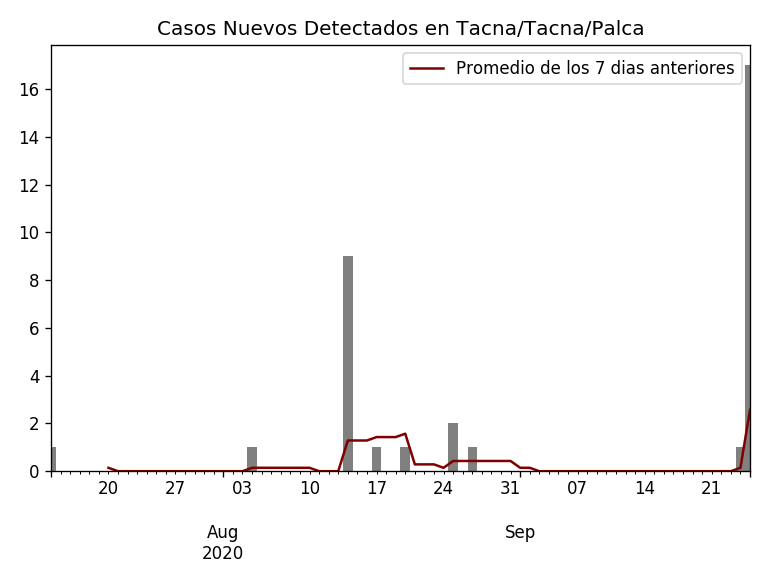 Casos Nuevos Detectados en Tacna/Tacna/Palca
Promedio de los 7 dias anteriores
16
14
12
10
8
6
4
2
0
20 27 03 10 17 24 31 07 14 21
Aug Sep
2020